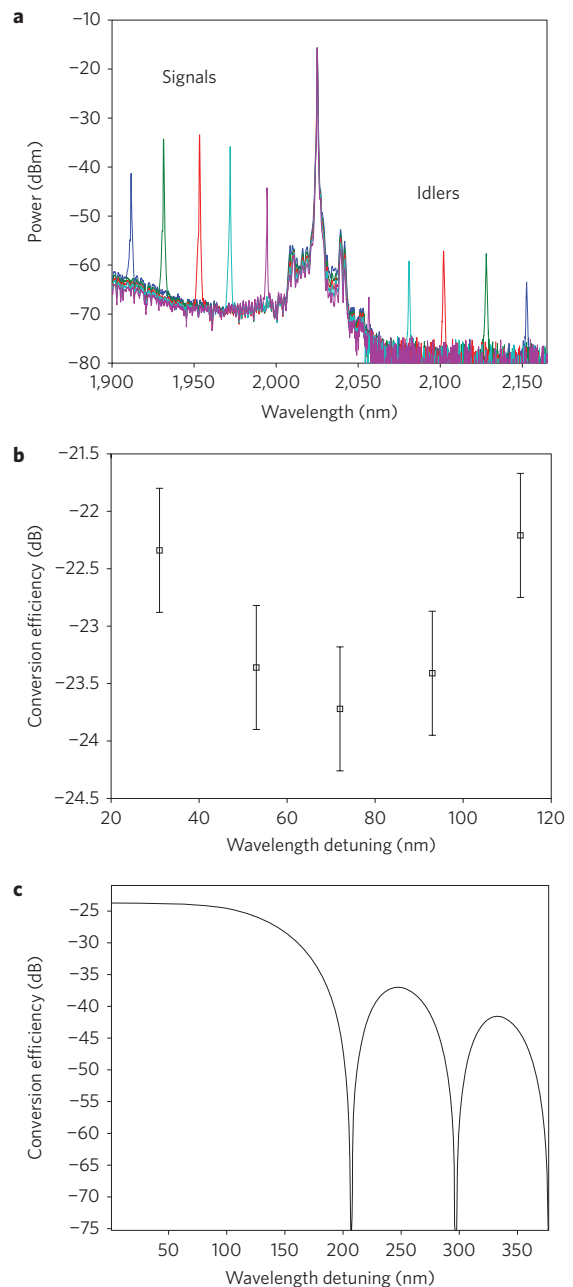 a
−10
−20
−30
−40
−50
−60
−70
−80
Power (dBm)
Signals
Idlers
1,900 1,950 2,000 2,050 2,100 2,150
Wavelength (nm)
b
−21.5
−22
−22.5
−23
−23.5
−24
−24.5
Conversion efficiency (dB)
20 40 60 80 100 120
Wavelength detuning (nm)
c
−25
−30
−35
−40
−45
−50
−55
−60
−65
−70
−75
Conversion efficiency (dB)
50 100 150 200 250 300 350
Wavelength detuning (nm)